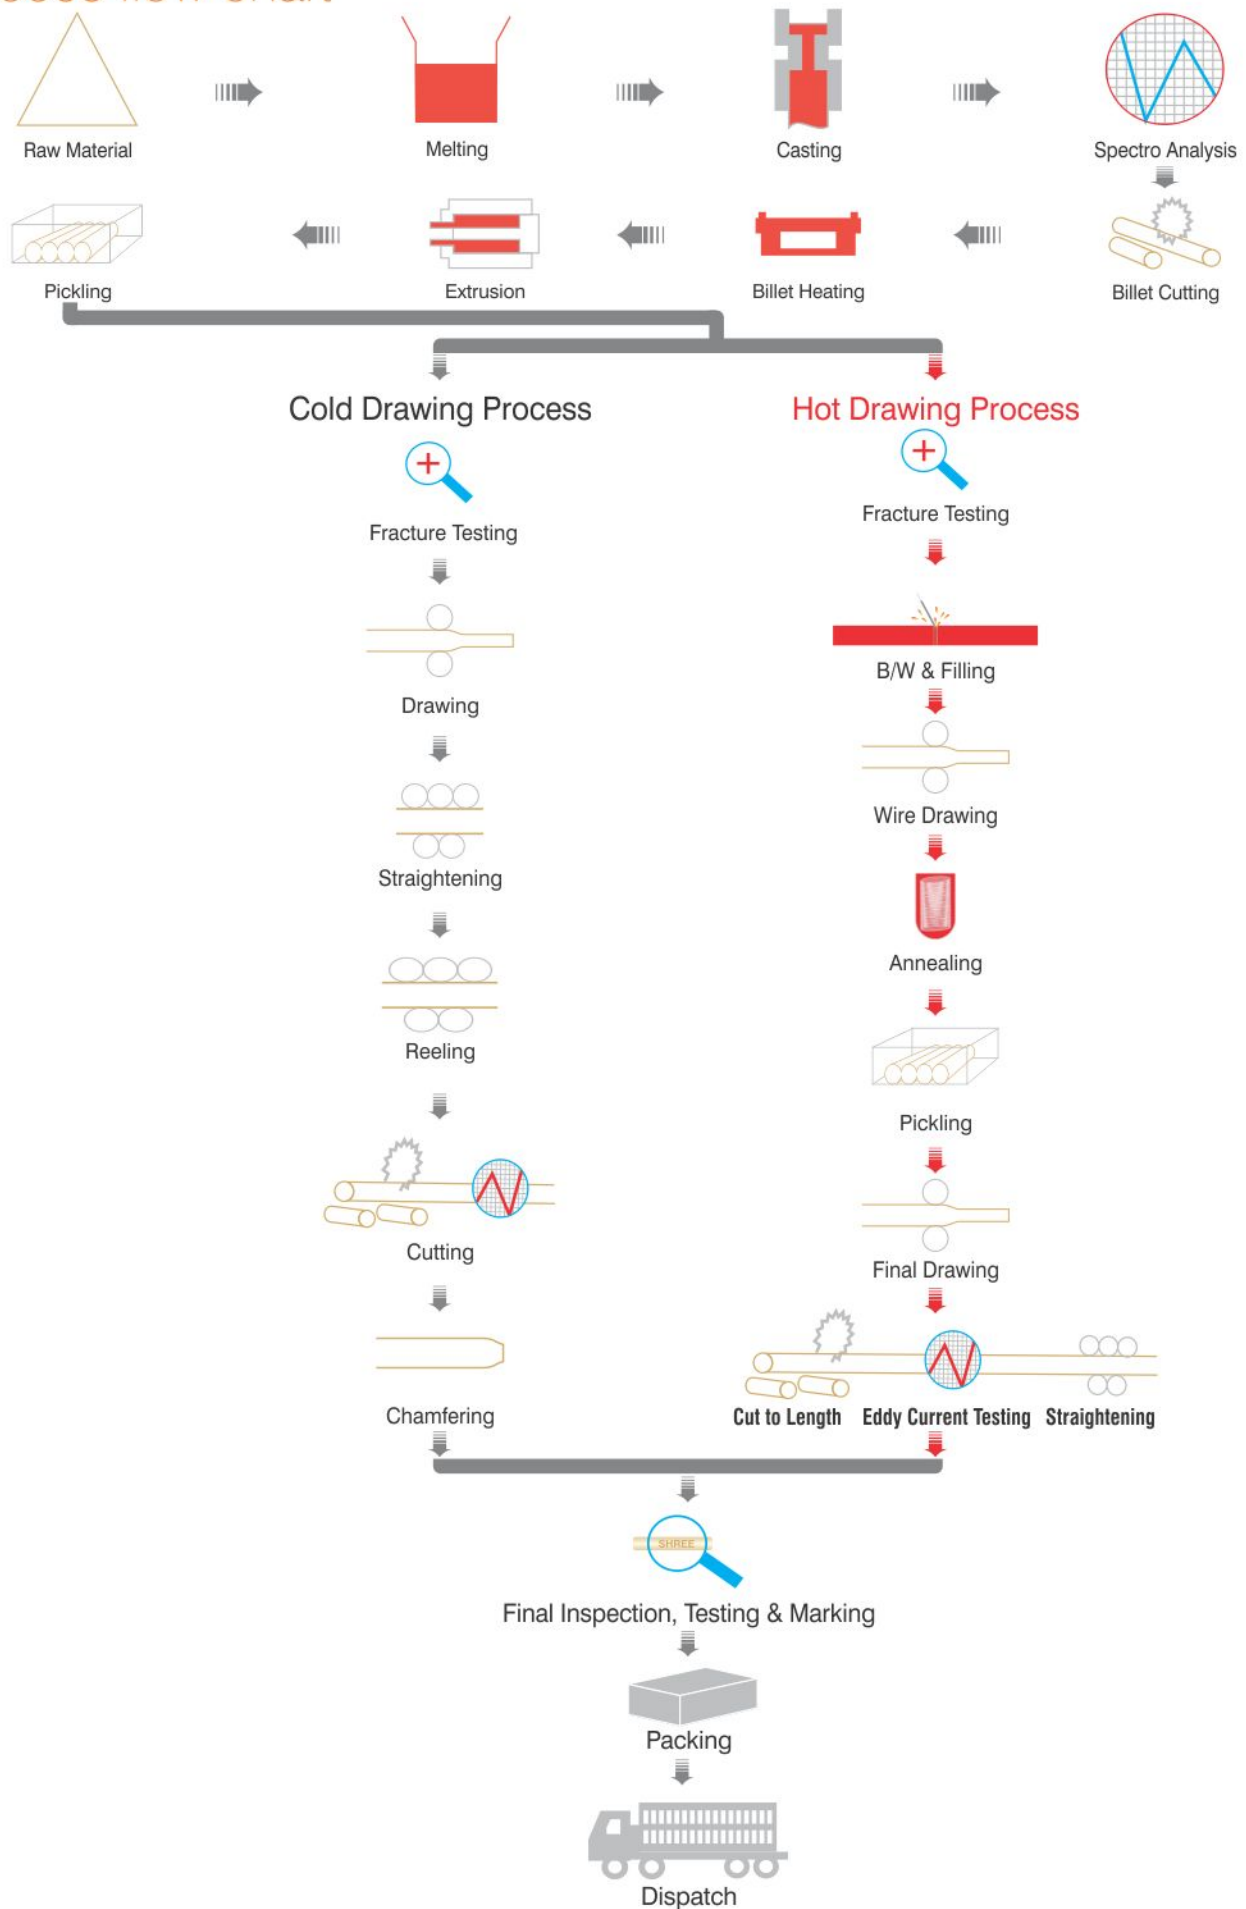 Raw Material
Melting
Casting
Spectro Analysis
Pickling
Extrusion
Billet Heating
Billet Cutting
Cold Drawing Process
Hot Drawing Process
Fracture Testing
Fracture Testing
Drawing
B/W & Filling
Wire Drawing
Straightening
Annealing
Reeling
Pickling
Cutting
Final Drawing
Chamfering
Cut to Length
Eddy Current Testing
Straightening
SHREE
Final Inspection, Testing & Marking
Packing
Dispatch